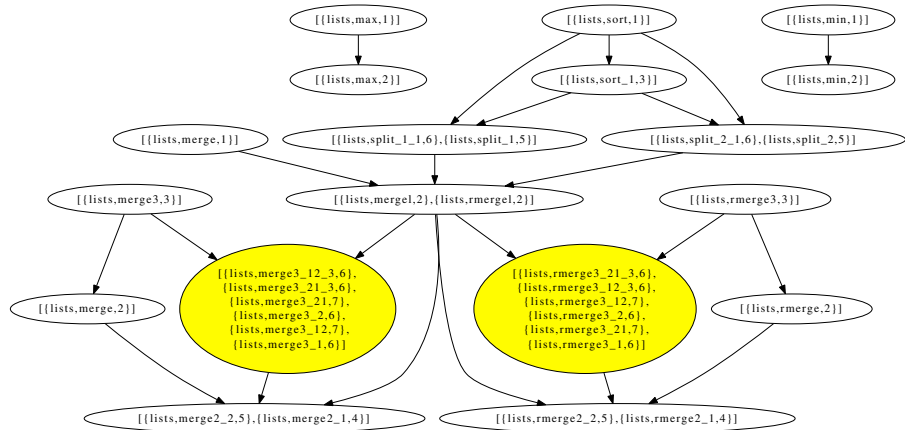 [{lists,max,1}]
[{lists,sort,1}]
[{lists,min,1}]
[{lists,max,2}]
[{lists,sort_1,3}]
[{lists,min,2}]
[{lists,merge,1}]
[{lists,split_1_1,6},{lists,split_1,5}]
[{lists,split_2_1,6},{lists,split_2,5}]
[{lists,merge3,3}]
[{lists,mergel,2},{lists,rmergel,2}]
[{lists,rmerge3,3}]
[{lists,merge,2}]
[{lists,merge3_12_3,6},
{lists,merge3_21_3,6},
{lists,merge3_21,7},
{lists,merge3_2,6},
{lists,merge3_12,7},
{lists,merge3_1,6}]
[{lists,rmerge3_21_3,6},
{lists,rmerge3_12_3,6},
{lists,rmerge3_12,7},
{lists,rmerge3_2,6},
{lists,rmerge3_21,7},
{lists,rmerge3_1,6}]
[{lists,rmerge,2}]
[{lists,merge2_2,5},{lists,merge2_1,4}]
[{lists,rmerge2_2,5},{lists,rmerge2_1,4}]